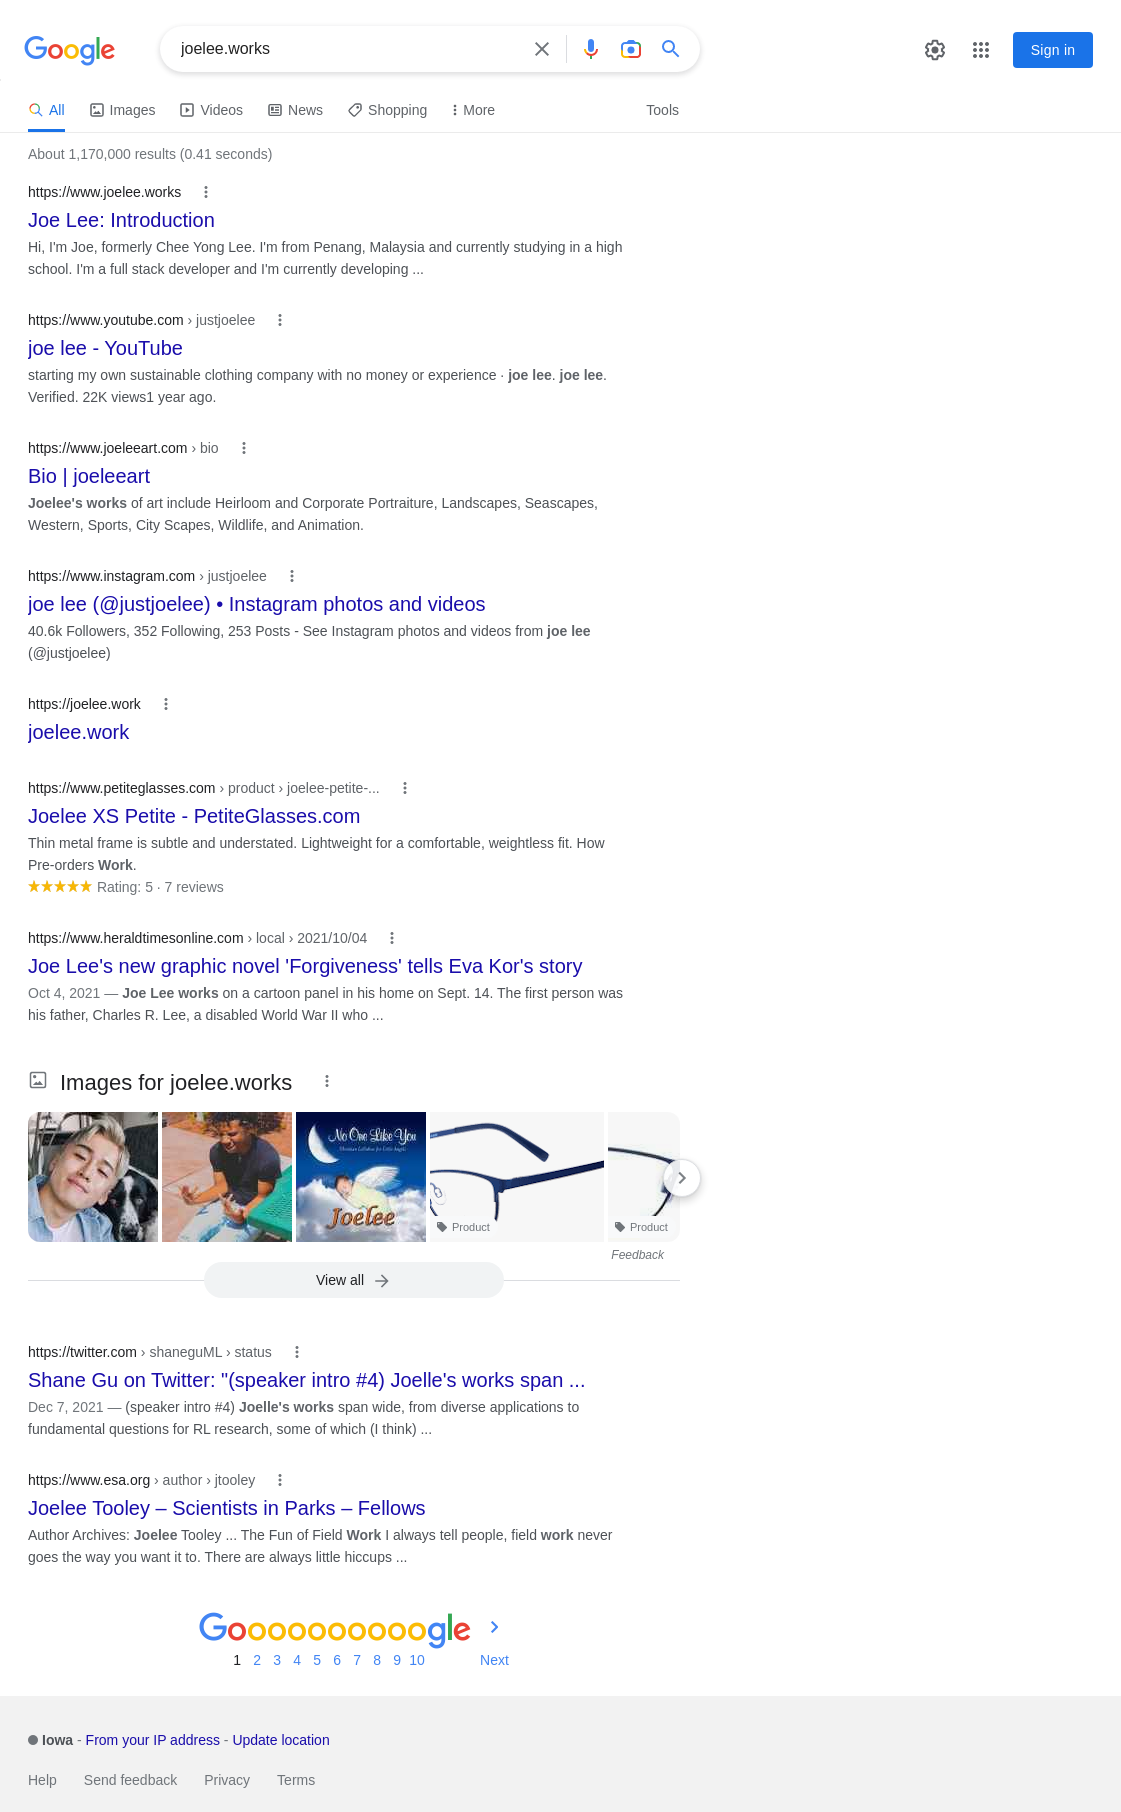 Google
joelee.works
Sign in
All Images Videos News Shopping More Tools
About 1,170,000 results (0.41 seconds)
https://www.joelee.works
Joe Lee: Introduction
Hi, I'm Joe, formerly Chee Yong Lee. I'm from Penang, Malaysia and currently studying in a high
school. I'm a full stack developer and I'm currently developing ...
https://www.youtube.com › justjoelee
joe lee - YouTube
starting my own sustainable clothing company with no money or experience · joe lee. joe lee.
Verified. 22K views1 year ago.
https://www.joeleeart.com › bio
Bio | joeleeart
Joelee's works of art include Heirloom and Corporate Portraiture, Landscapes, Seascapes,
Western, Sports, City Scapes, Wildlife, and Animation.
https://www.instagram.com › justjoelee
joe lee (@justjoelee) • Instagram photos and videos
40.6k Followers, 352 Following, 253 Posts - See Instagram photos and videos from joe lee
(@justjoelee)
https://joelee.work
joelee.work
https://www.petiteglasses.com › product › joelee-petite-...
Joelee XS Petite - PetiteGlasses.com
Thin metal frame is subtle and understated. Lightweight for a comfortable, weightless fit. How
Pre-orders Work.
Rating: 5 · 7 reviews
https://www.heraldtimesonline.com › local › 2021/10/04
Joe Lee's new graphic novel 'Forgiveness' tells Eva Kor's story
Oct 4, 2021 — Joe Lee works on a cartoon panel in his home on Sept. 14. The first person was
his father, Charles R. Lee, a disabled World War II who ...
Images for joelee.works
No One Like You
Christian Lullabies for Little Angels
Joelee
Product
Product
Feedback
View all
https://twitter.com › shaneguML › status
Shane Gu on Twitter: "(speaker intro #4) Joelle's works span ...
Dec 7, 2021 — (speaker intro #4) Joelle's works span wide, from diverse applications to
fundamental questions for RL research, some of which (I think) ...
https://www.esa.org › author › jtooley
Joelee Tooley – Scientists in Parks – Fellows
Author Archives: Joelee Tooley ... The Fun of Field Work I always tell people, field work never
goes the way you want it to. There are always little hiccups ...
Goooooooooogle
1 2 3 4 5 6 7 8 9 10 Next
Iowa - From your IP address - Update location
Help Send feedback Privacy Terms